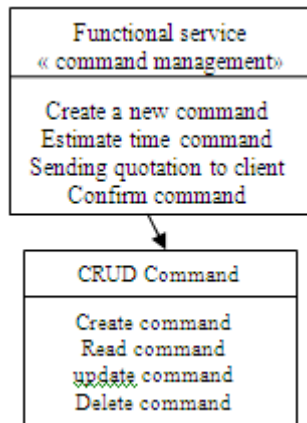 Functional service
« command management»
Create a new command
Estimate time command
Sending quotation to client
Confirm command
CRUD Command
Create command
Read command
update command
Delete command